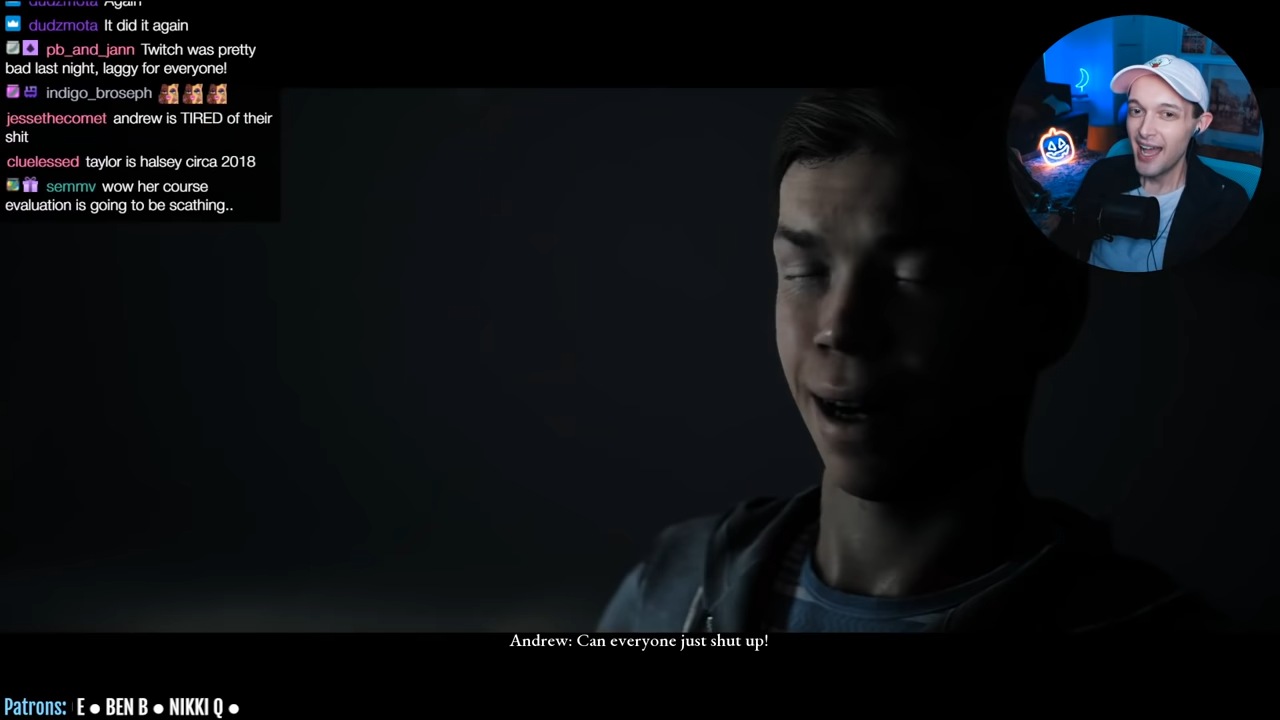 dudzmota Again
dudzmota It did it again
pb_and_jann Twitch was pretty
bad last night, laggy for everyone!
indigo_broseph
jessethecomet andrew is TIRED of their
shit
cluelessed taylor is halsey circa 2018
semmv wow her course
evaluation is going to be scathing..
Andrew: Can everyone just shut up!
Patrons: E ● BEN B ● NIKKI Q ●